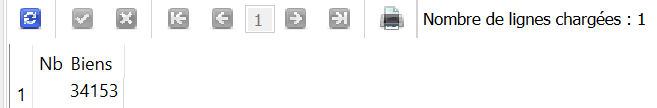 1 Nombre de lignes chargées : 1
Nb Biens
1 34153